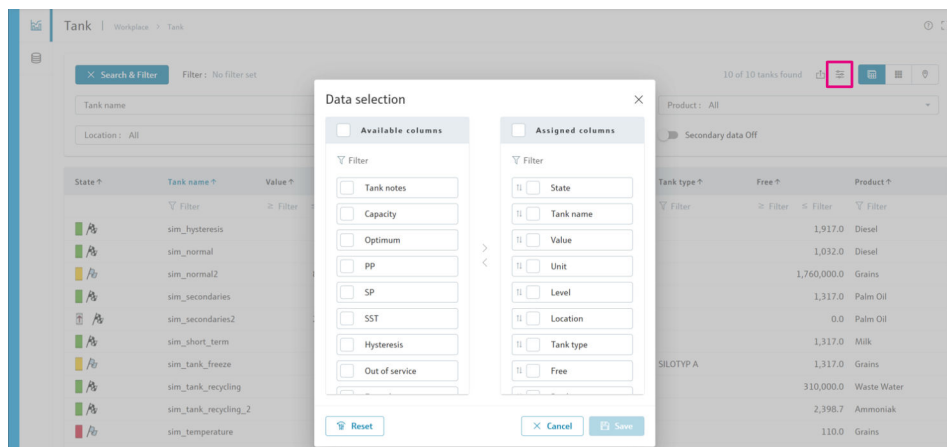 Tank | Workplace > Tank
Search & Filter Filter : No filter set 10 of 10 tanks found
Tank name Product : All
Location : All Secondary data Off
Data selection
Available columns Assigned columns
Filter Filter
Tank notes State
Capacity Tank name
Optimum Value
PP Unit
SP Level
SST Location
Hysteresis Tank type
Out of service Free
Reset Cancel Save
State Tank name Value Tank type Free Product
Filter ≥ Filter Filter ≥ Filter ≤ Filter Filter
sim_hysteresis 1,917.0 Diesel
sim_normal 1,032.0 Diesel
sim_normal2 1,760,000.0 Grains
sim_secondaries 1,317.0 Palm Oil
sim_secondaries2 0.0 Palm Oil
sim_short_term 1,317.0 Milk
sim_tank_freeze SILOTYP A 1,317.0 Grains
sim_tank_recycling 310,000.0 Waste Water
sim_tank_recycling_2 2,398.7 Ammoniak
sim_temperature 110.0 Grains